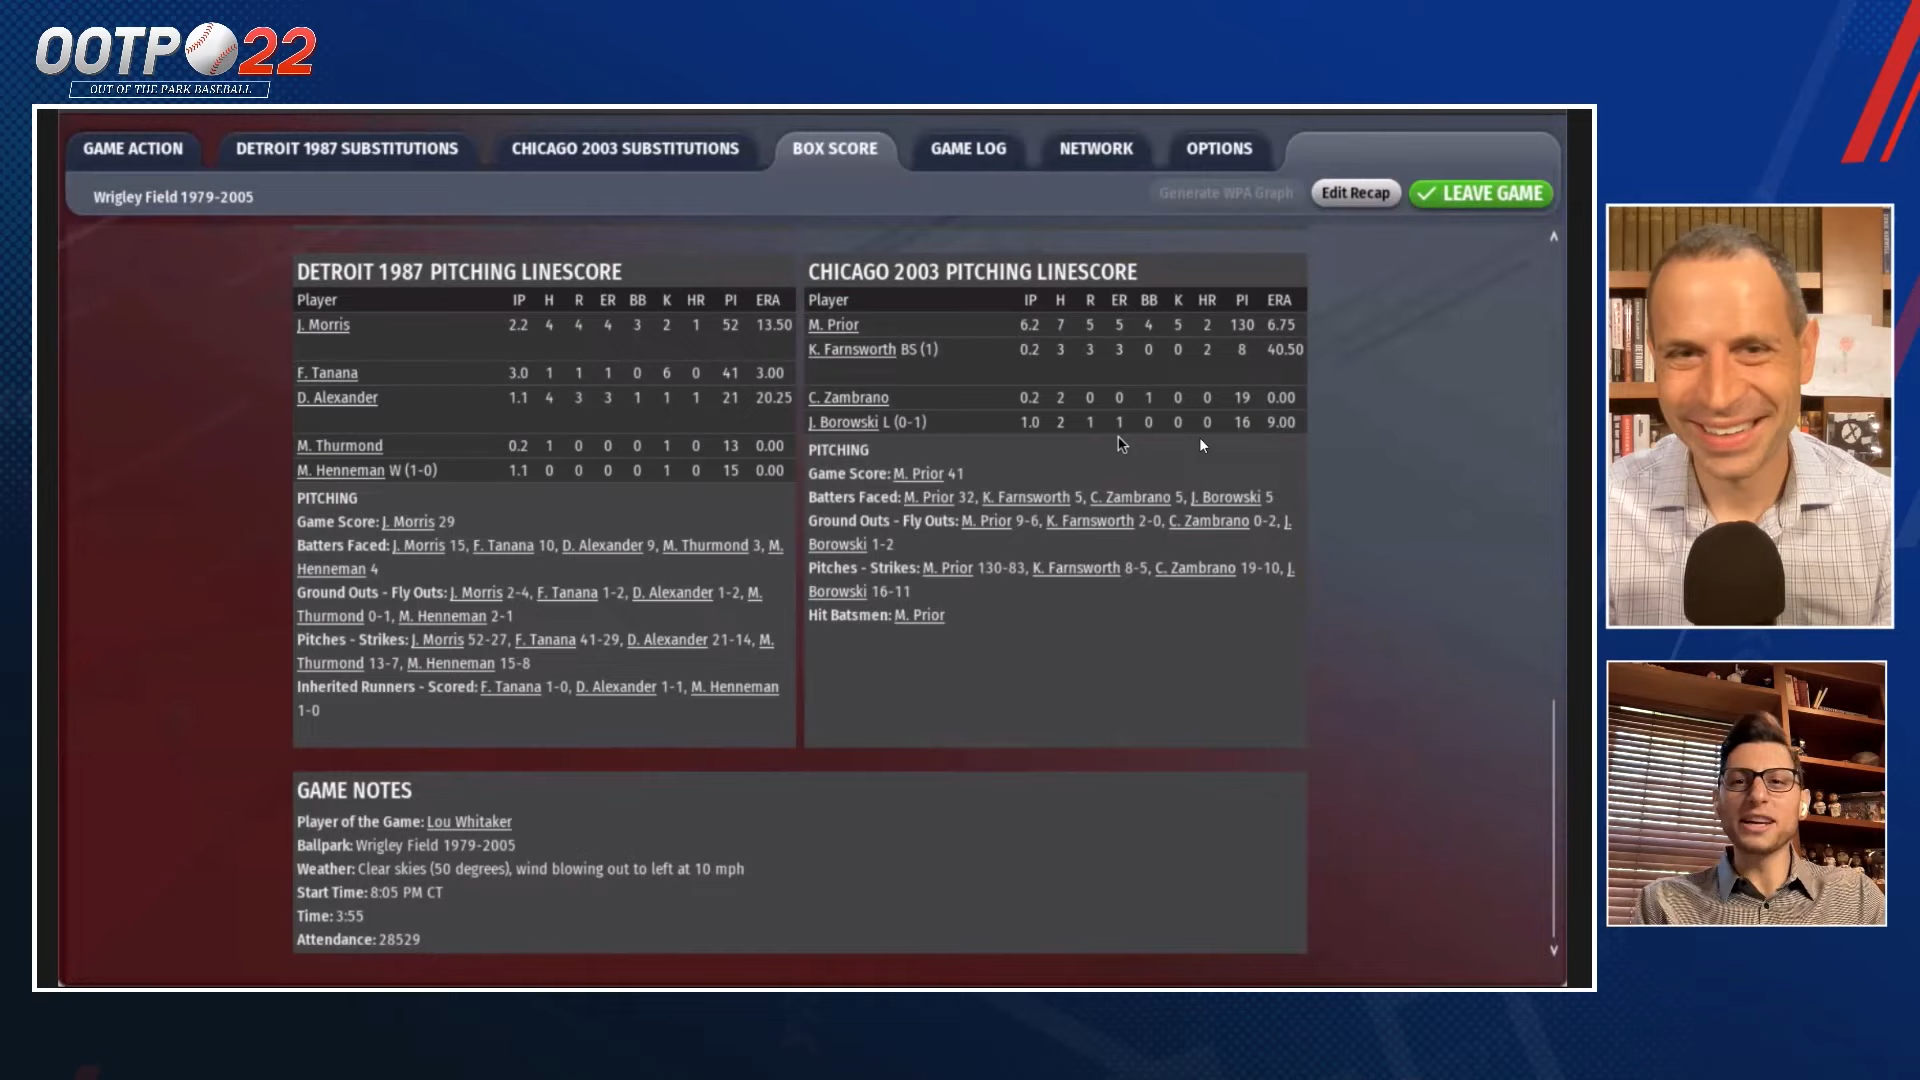 OOTP 22
OUT OF THE PARK BASEBALL
GAME ACTION
DETROIT 1987 SUBSTITUTIONS
CHICAGO 2003 SUBSTITUTIONS
BOX SCORE
GAME LOG
NETWORK
OPTIONS
Wrigley Field 1979-2005
Generate WPA Graph
Edit Recap
LEAVE GAME
DETROIT 1987 PITCHING LINESCORE
Player IP H R ER BB K HR PI ERA
J. Morris 2.2 4 4 4 3 2 1 52 13.50
F. Tanana 3.0 1 1 1 0 6 0 41 3.00
D. Alexander 1.1 4 3 3 1 1 1 21 20.25
M. Thurmond 0.2 1 0 0 0 1 0 13 0.00
M. Henneman W (1-0) 1.1 0 0 0 0 1 0 15 0.00
PITCHING
Game Score: J. Morris 29
Batters Faced: J. Morris 15, F. Tanana 10, D. Alexander 9, M. Thurmond 3, M.
Henneman 4
Ground Outs - Fly Outs: J. Morris 2-4, F. Tanana 1-2, D. Alexander 1-2, M.
Thurmond 0-1, M. Henneman 2-1
Pitches - Strikes: J. Morris 52-27, F. Tanana 41-29, D. Alexander 21-14, M.
Thurmond 13-7, M. Henneman 15-8
Inherited Runners - Scored: F. Tanana 1-0, D. Alexander 1-1, M. Henneman
1-0
CHICAGO 2003 PITCHING LINESCORE
Player IP H R ER BB K HR PI ERA
M. Prior 6.2 7 5 5 4 5 2 130 6.75
K. Farnsworth BS (1) 0.2 3 3 3 0 0 2 8 40.50
C. Zambrano 0.2 2 0 0 1 0 0 19 0.00
J. Borowski L (0-1) 1.0 2 1 1 0 0 0 16 9.00
PITCHING
Game Score: M. Prior 41
Batters Faced: M. Prior 32, K. Farnsworth 5, C. Zambrano 5, J. Borowski 5
Ground Outs - Fly Outs: M. Prior 9-6, K. Farnsworth 2-0, C. Zambrano 0-2, J.
Borowski 1-2
Pitches - Strikes: M. Prior 130-83, K. Farnsworth 8-5, C. Zambrano 19-10, J.
Borowski 16-11
Hit Batsmen: M. Prior
GAME NOTES
Player of the Game: Lou Whitaker
Ballpark: Wrigley Field 1979-2005
Weather: Clear skies (50 degrees), wind blowing out to left at 10 mph
Start Time: 8:05 PM CT
Time: 3:55
Attendance: 28529